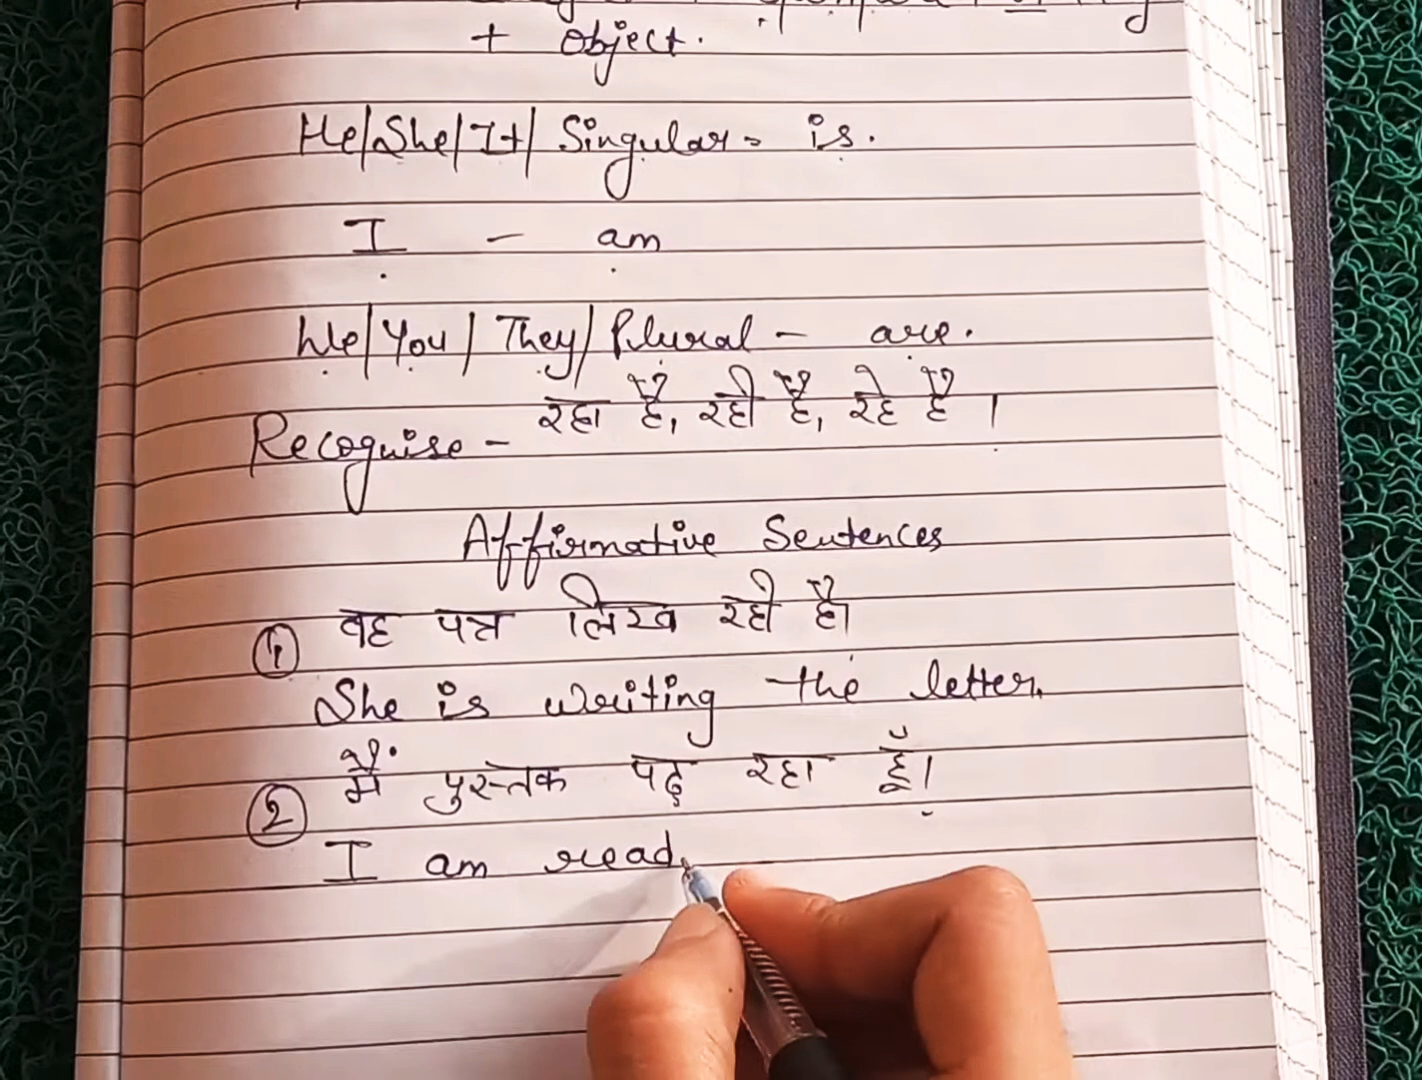 + object.
He/She/It/ Singular - is.
I - am
We/You/They/Plural - are.
Recognise - रहा है, रही है, रहे है ।
Affirmative Sentences
① वह पत्र लिख रही है।
She is writing the letter.
② मैं पुस्तक पढ़ रहा हूँ।
I am read